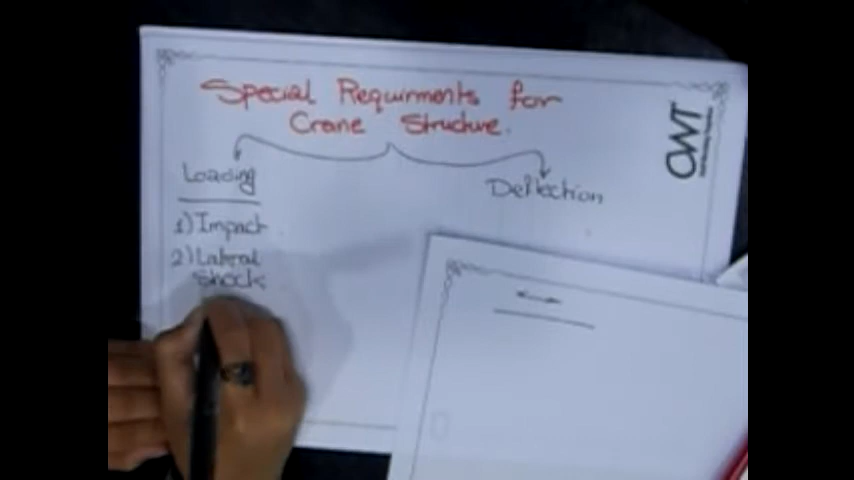 Special Requirments for
Crane Structure.
Loading
Deflection
1) Impact
2) Lateral
Shock
CWT